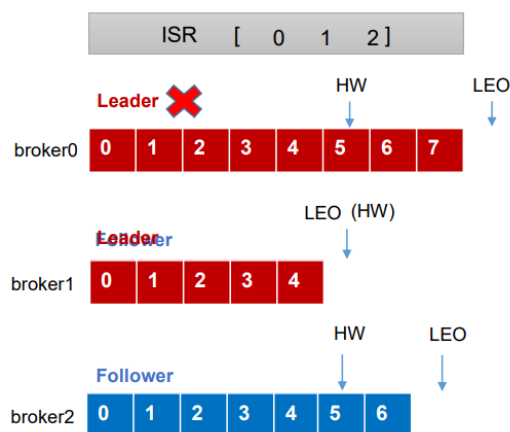 ISR [ 0 1 2 ]
HW LEO
Leader
broker0 0 1 2 3 4 5 6 7
LEO (HW)
Follower
Leader
broker1 0 1 2 3 4
HW LEO
Follower
broker2 0 1 2 3 4 5 6